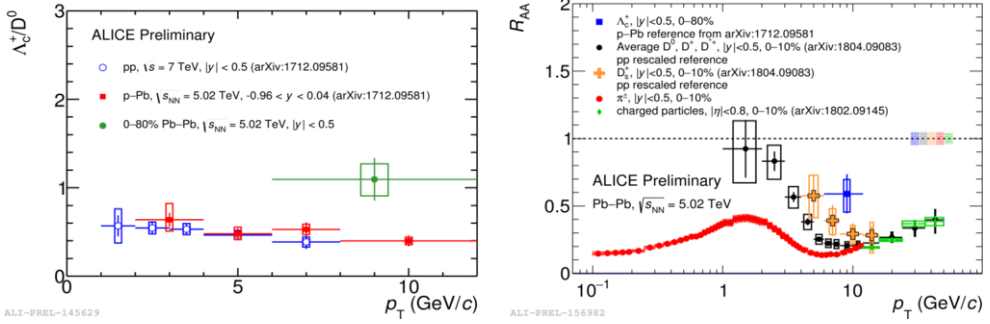 3
2
1
0
0
5
10
Λc+/D0
ALICE Preliminary
pp, √s = 7 TeV, |y| < 0.5 (arXiv:1712.09581)
p–Pb, √sNN = 5.02 TeV, -0.96 < y < 0.04 (arXiv:1712.09581)
0–80% Pb–Pb, √sNN = 5.02 TeV, |y| < 0.5
pT (GeV/c)
ALI-PREL-145629
RAA
2
1.5
1
0.5
0
Λc+, |y|<0.5, 0–80%
p–Pb reference from arXiv:1712.09581
Average D0, D+, D*+, |y|<0.5, 0–10% (arXiv:1804.09083)
pp rescaled reference
Ds+, |y|<0.5, 0–10% (arXiv:1804.09083)
pp rescaled reference
π±, |y|<0.5, 0–10%
charged particles, |η|<0.8, 0–10% (arXiv:1802.09145)
ALICE Preliminary
Pb–Pb, √sNN = 5.02 TeV
10−1
1
10
pT (GeV/c)
ALI-PREL-156982